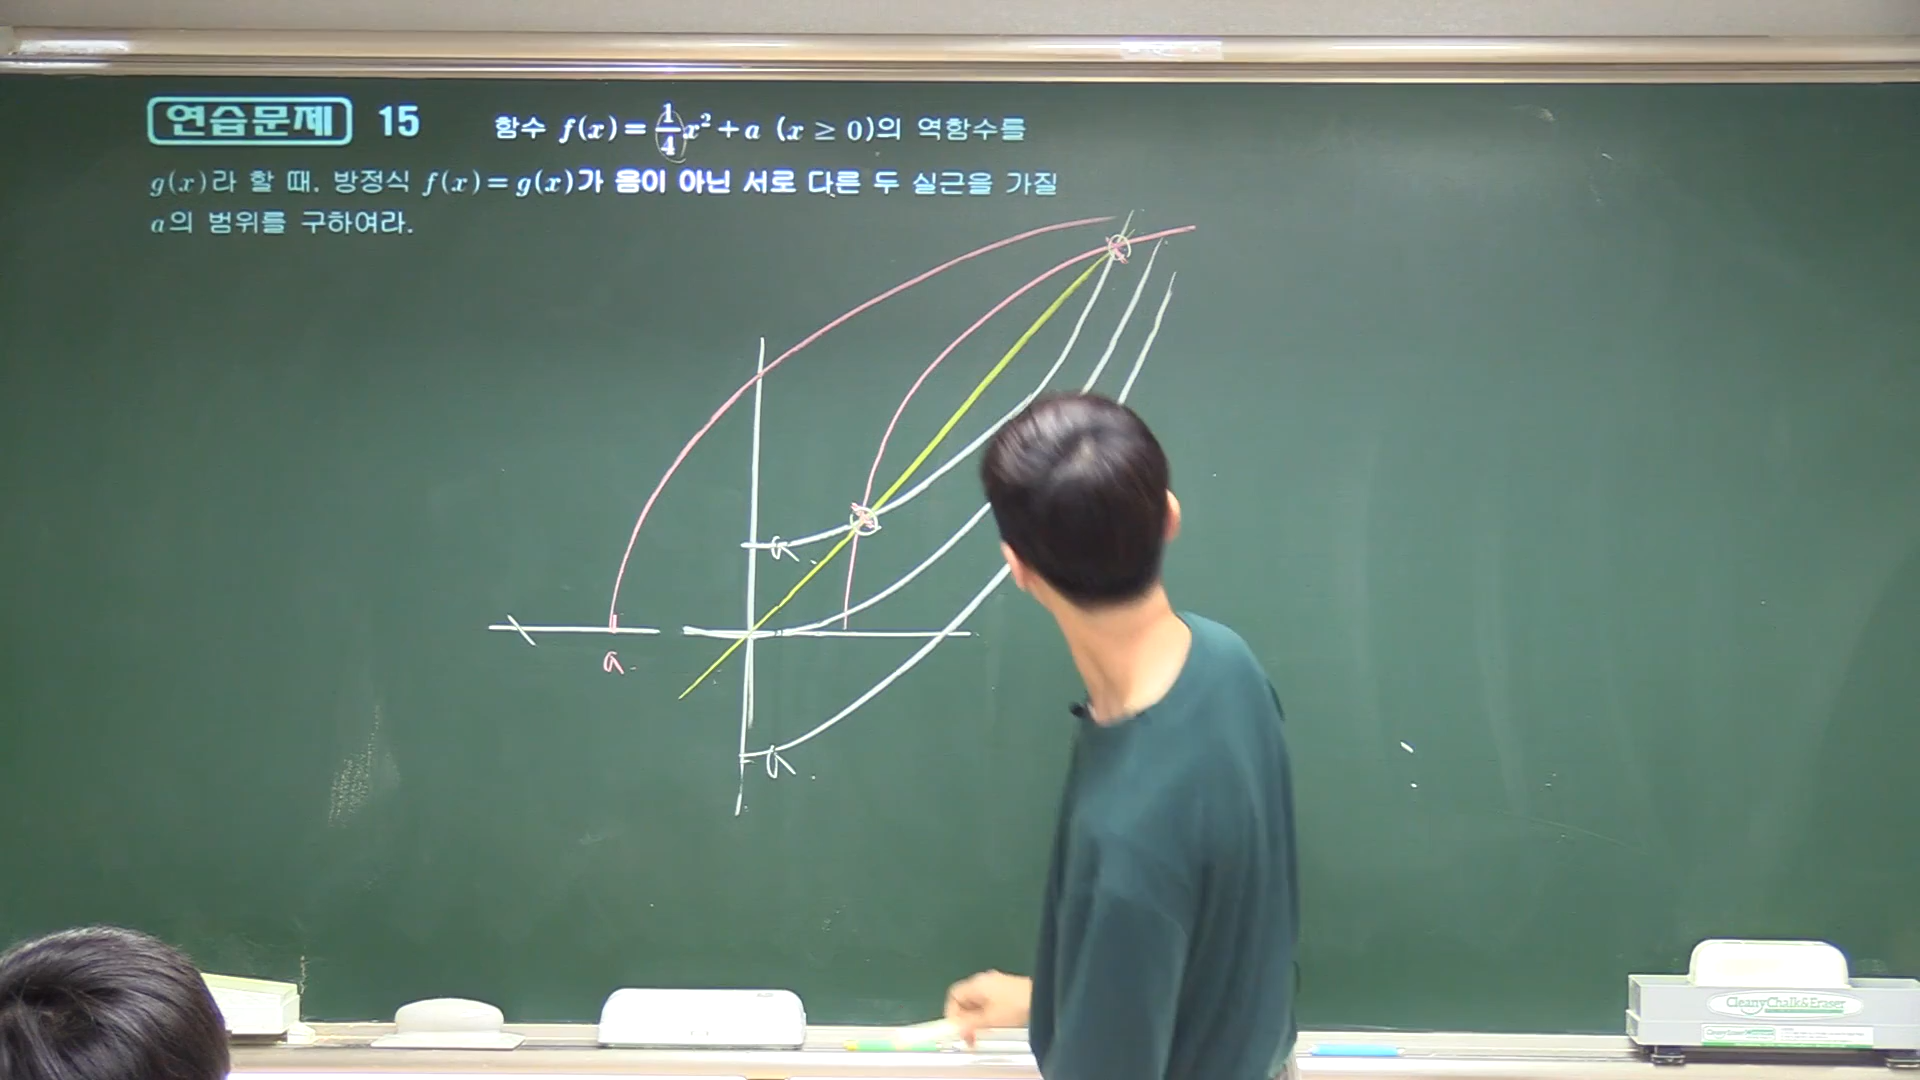 연습문제 15 함수 f(x) = 1/4 x² + a (x ≥ 0)의 역함수를
g(x)라 할 때, 방정식 f(x) = g(x)가 음이 아닌 서로 다른 두 실근을 가질
a의 범위를 구하여라.
a
a
a
CleanyChalk&Eraser